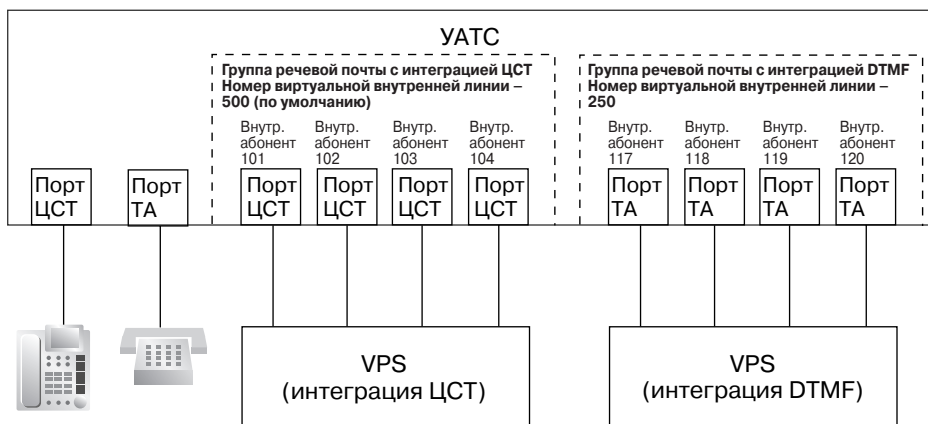 УАТС
Группа речевой почты с интеграцией ЦСТ
Номер виртуальной внутренней линии –
500 (по умолчанию)
Группа речевой почты с интеграцией DTMF
Номер виртуальной внутренней линии –
250
Внутр.
абонент
101
Внутр.
абонент
102
Внутр.
абонент
103
Внутр.
абонент
104
Внутр.
абонент
117
Внутр.
абонент
118
Внутр.
абонент
119
Внутр.
абонент
120
Порт
ЦСТ
Порт
ТА
Порт
ЦСТ
Порт
ЦСТ
Порт
ЦСТ
Порт
ЦСТ
Порт
ТА
Порт
ТА
Порт
ТА
Порт
ТА
VPS
(интеграция ЦСТ)
VPS
(интеграция DTMF)